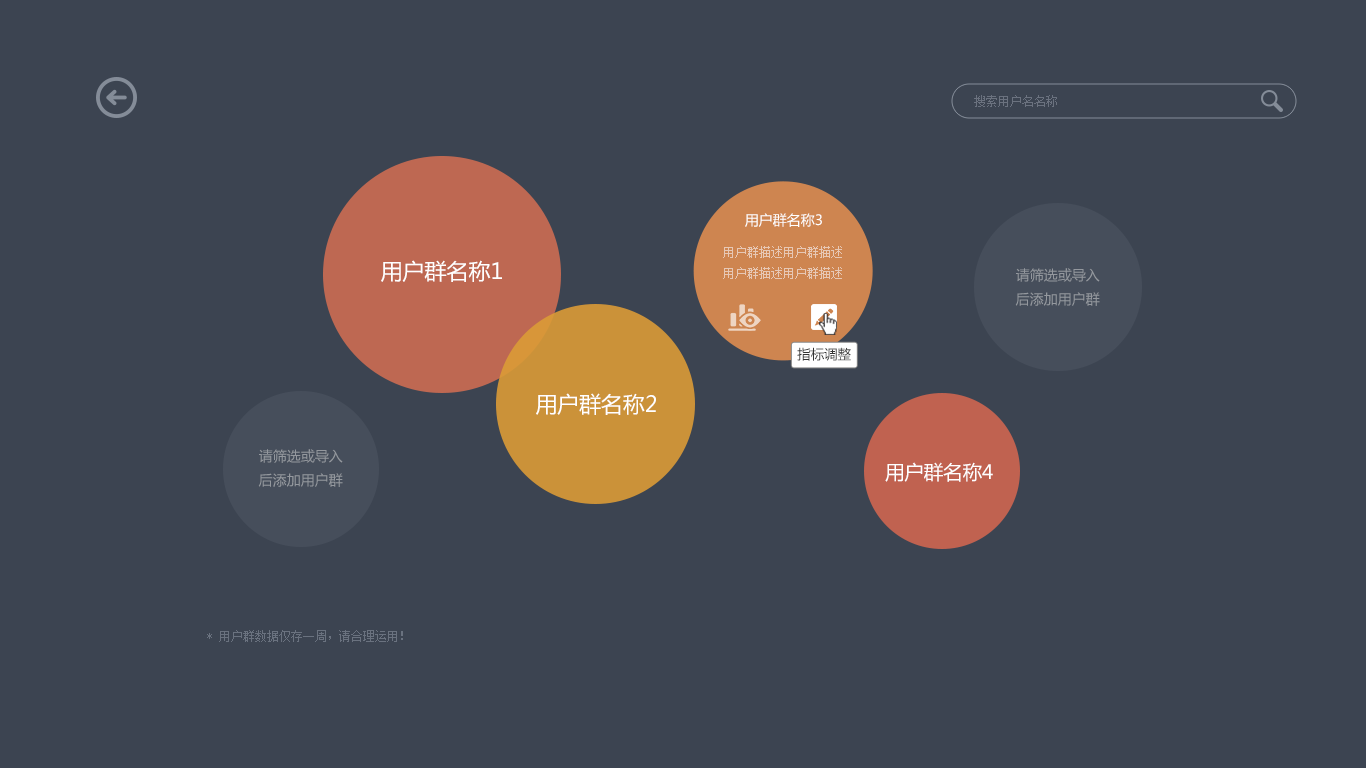 搜索用户名名称
用户群名称1
用户群名称3
用户群描述用户群描述
用户群描述用户群描述
指标调整
请筛选或导入
后添加用户群
用户群名称2
请筛选或导入
后添加用户群
用户群名称4
* 用户群数据仅存一周，请合理运用！